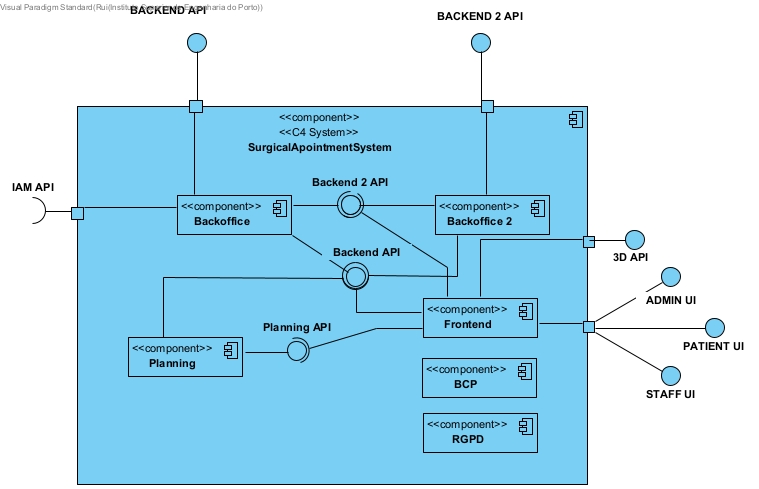 Visual Paradigm Standard(Rui(Instituto Superior de Engenharia do Porto))
BACKEND API
BACKEND 2 API
<<component>>
<<C4 System>>
SurgicalApointmentSystem
IAM API
Backend 2 API
<<component>>
Backoffice
<<component>>
Backoffice 2
Backend API
3D API
ADMIN UI
<<component>>
Frontend
Planning API
PATIENT UI
<<component>>
Planning
<<component>>
BCP
STAFF UI
<<component>>
RGPD